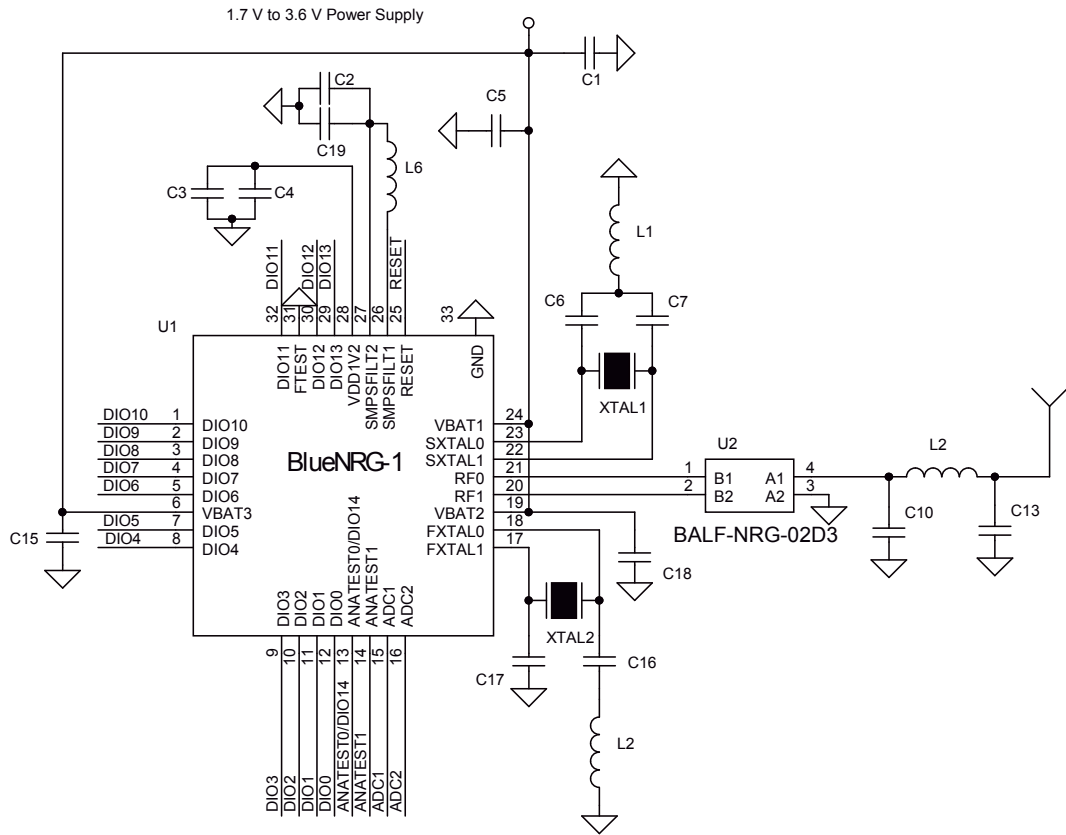 1.7 V to 3.6 V Power Supply
C1
C2
C5
C19
L6
C3
C4
L1
DIO11
DIO12
DIO13
RESET
C6
C7
U1
32
31
30
29
28
27
26
25
33
DIO11
FTEST
DIO12
DIO13
VDD1V2
SMPSFILT2
SMPSFILT1
RESET
GND
XTAL1
DIO10 1 DIO10
DIO9 2 DIO9
DIO8 3 DIO8
DIO7 4 DIO7
DIO6 5 DIO6
6 VBAT3
DIO5 7 DIO5
DIO4 8 DIO4
C15
BlueNRG-1
VBAT1 24
SXTAL0 23
SXTAL1 22
RF0 21
RF1 20
VBAT2 19
FXTAL0 18
FXTAL1 17
U2
1 B1 A1 4
2 B2 A2 3
BALF-NRG-02D3
L2
C10
C13
C18
DIO3
DIO2
DIO1
DIO0
ANATEST0/DIO14
ANATEST1
ADC1
ADC2
XTAL2
9
10
11
12
13
14
15
16
C17
C16
DIO3
DIO2
DIO1
DIO0
ANATEST0/DIO14
ANATEST1
ADC1
ADC2
L2